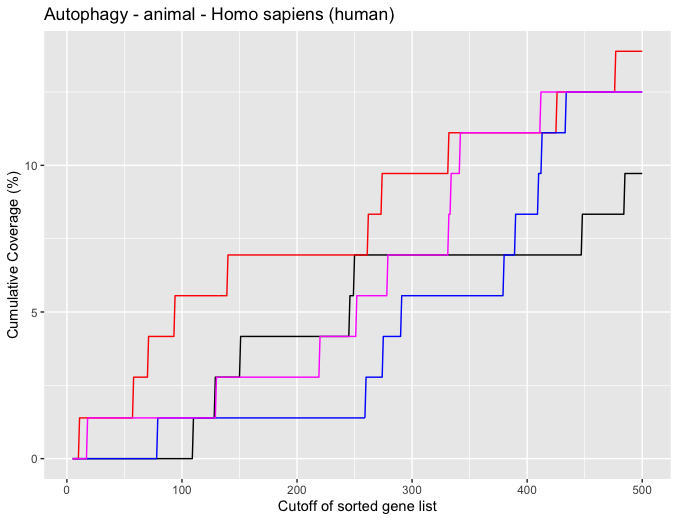 Autophagy - animal - Homo sapiens (human)
Cumulative Coverage (%)
10
5
0
0 100 200 300 400 500
Cutoff of sorted gene list